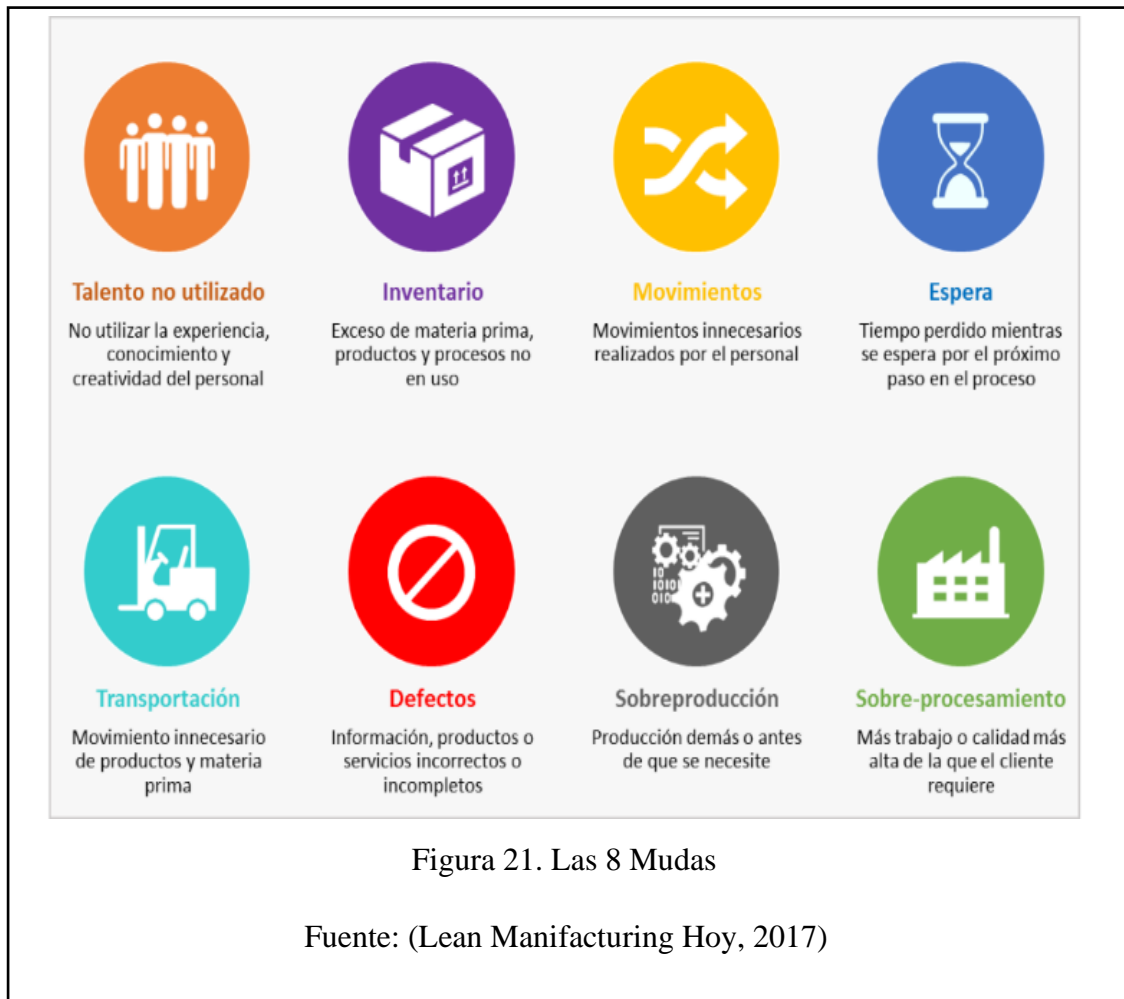 Talento no utilizado
No utilizar la experiencia,
conocimiento y
creatividad del personal
Inventario
Exceso de materia prima,
productos y procesos no
en uso
Movimientos
Movimientos innecesarios
realizados por el personal
Espera
Tiempo perdido mientras
se espera por el próximo
paso en el proceso
Transportación
Movimiento innecesario
de productos y materia
prima
Defectos
Información, productos o
servicios incorrectos o
incompletos
10
1010
010
Sobreproducción
Producción demás o antes
de que se necesite
Sobre-procesamiento
Más trabajo o calidad más
alta de la que el cliente
requiere
Figura 21. Las 8 Mudas
Fuente: (Lean Manifacturing Hoy, 2017)